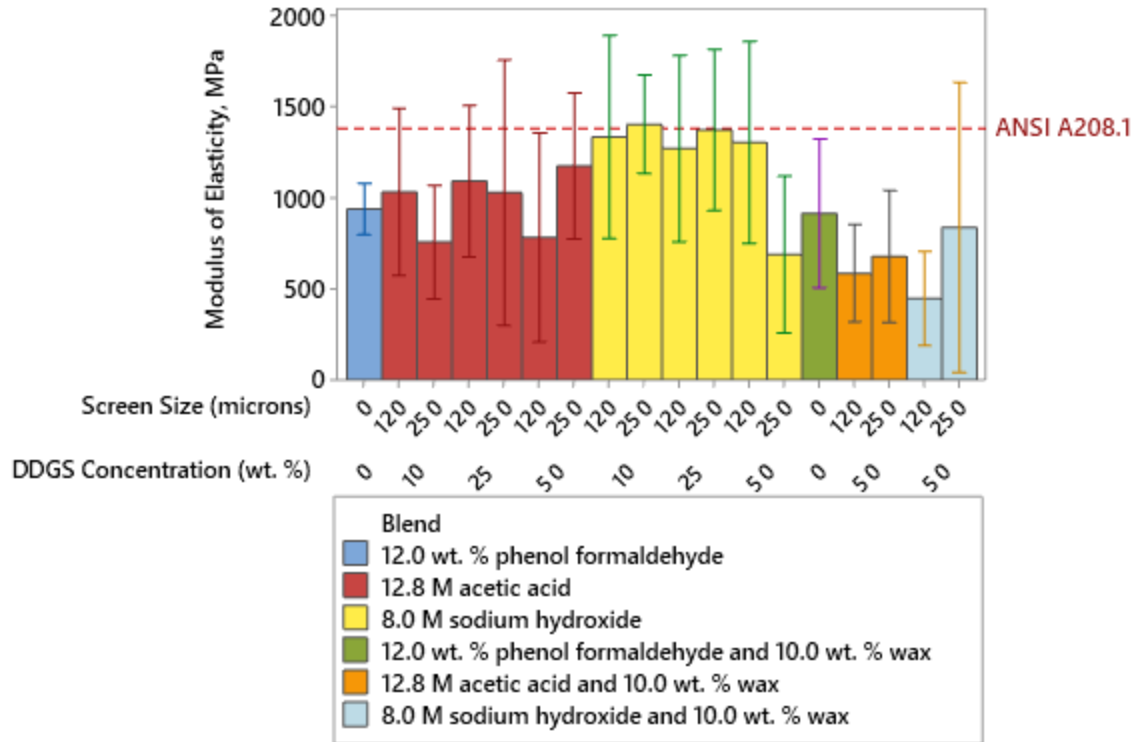 2000
1500
1000
500
0
Modulus of Elasticity, MPa
ANSI A208.1
Screen Size (microns) 0 120 250 120 250 120 250 120 250 120 250 120 250 0 120 250 120 250
DDGS Concentration (wt. %) 0 10 25 50 10 25 50 0 50 50
Blend
12.0 wt. % phenol formaldehyde
12.8 M acetic acid
8.0 M sodium hydroxide
12.0 wt. % phenol formaldehyde and 10.0 wt. % wax
12.8 M acetic acid and 10.0 wt. % wax
8.0 M sodium hydroxide and 10.0 wt. % wax